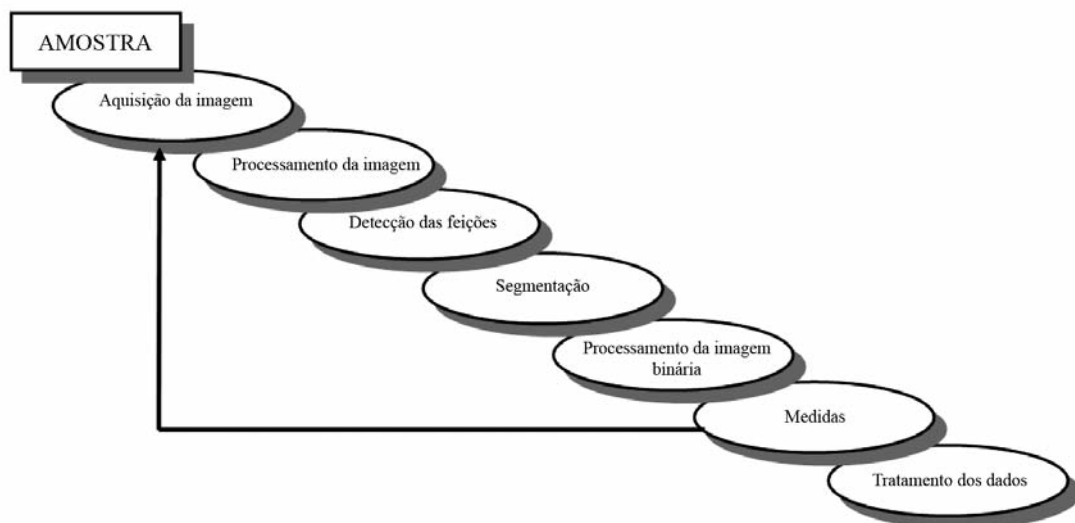 AMOSTRA
Aquisição da imagem
Processamento da imagem
Detecção das feições
Segmentação
Processamento da imagem
binária
Medidas
Tratamento dos dados